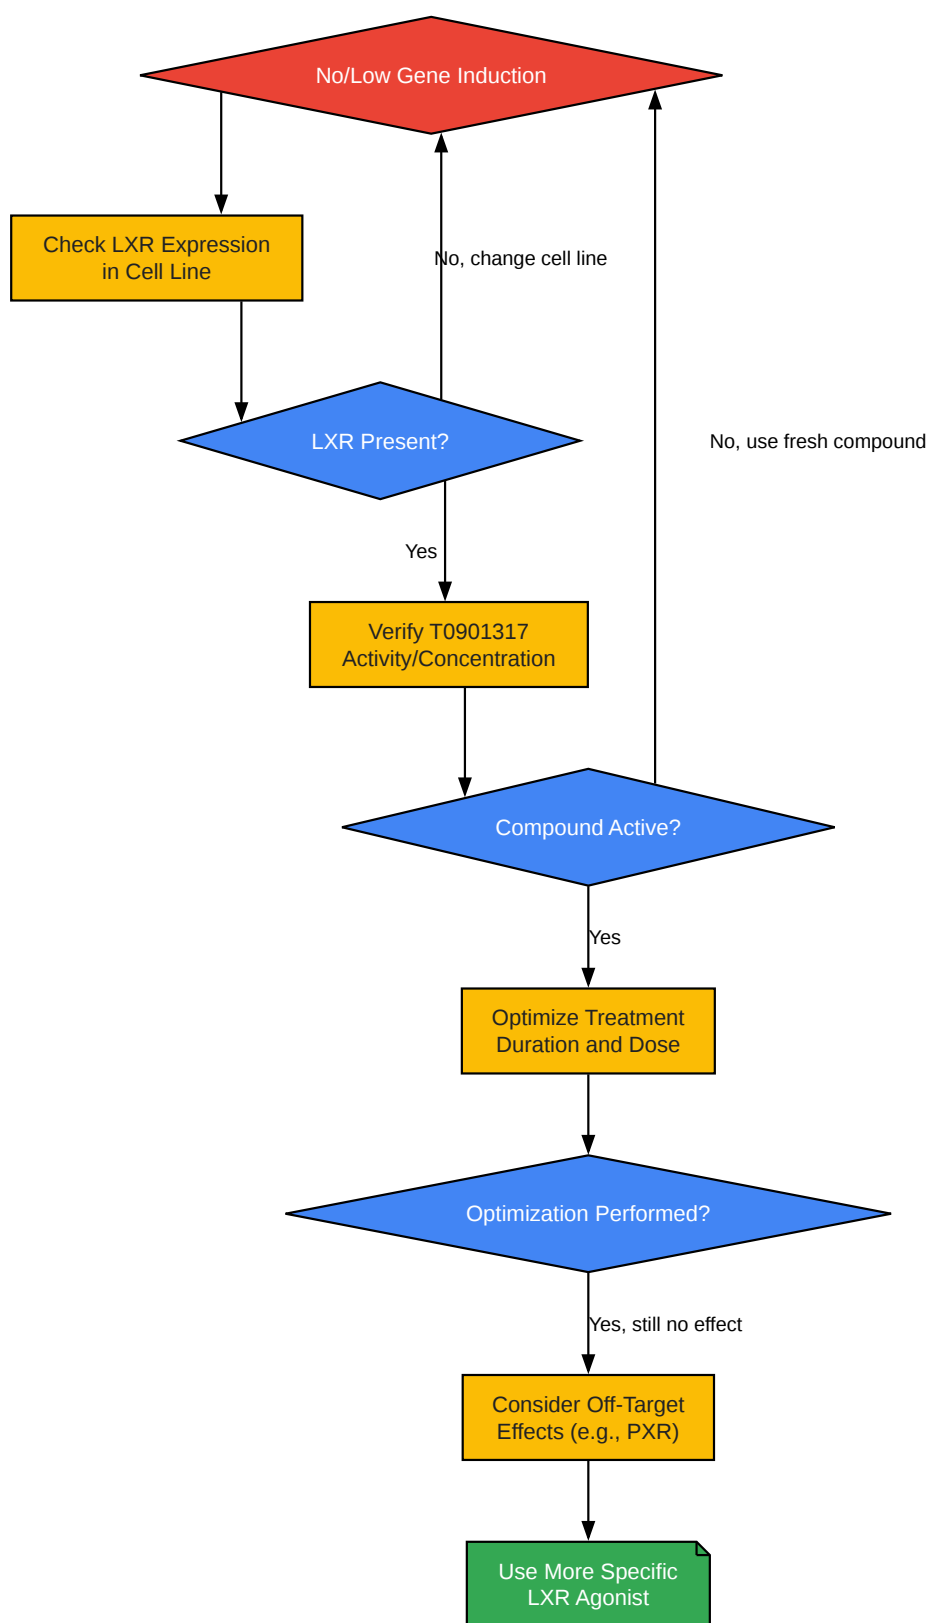 No/Low Gene Induction
Check LXR Expression
in Cell Line
No, change cell line
LXR Present?
No, use fresh compound
Yes
Verify T0901317
Activity/Concentration
Compound Active?
Yes
Optimize Treatment
Duration and Dose
Optimization Performed?
Yes, still no effect
Consider Off-Target
Effects (e.g., PXR)
Use More Specific
LXR Agonist